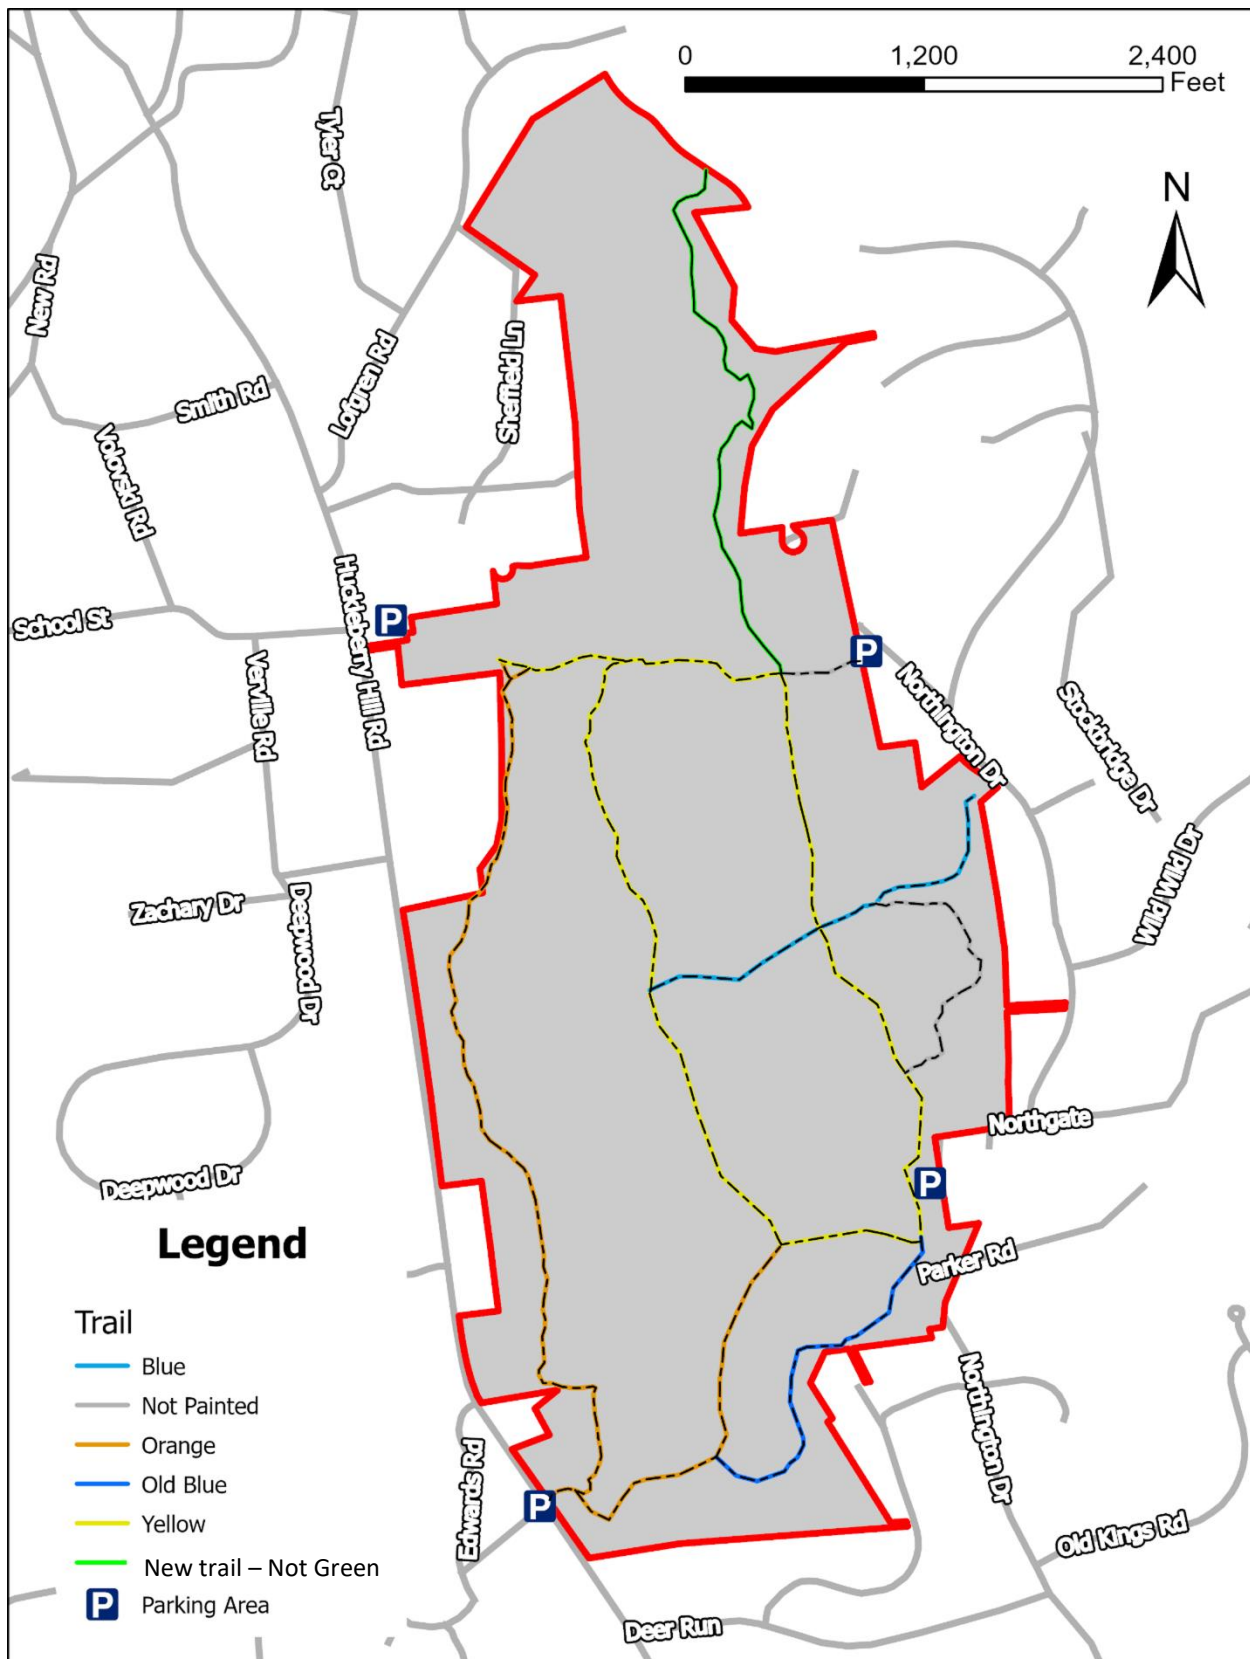 0 1,200 2,400
Feet
N
Tyler Ct
New Rd
Lofgren Rd
Sheffield Ln
Smith Rd
Volovski Rd
Huckleberry Hill Rd
School St
P
Verville Rd
P
Northington Dr
Stockbridge Dr
Wild Wild Dr
Zachary Dr
Deepwood Dr
Northgate
Deepwood Dr
P
Parker Rd
Northington Dr
Edwards Rd
P
Old Kings Rd
Deer Run
Legend
Trail
Blue
Not Painted
Orange
Old Blue
Yellow
New trail – Not Green
P Parking Area